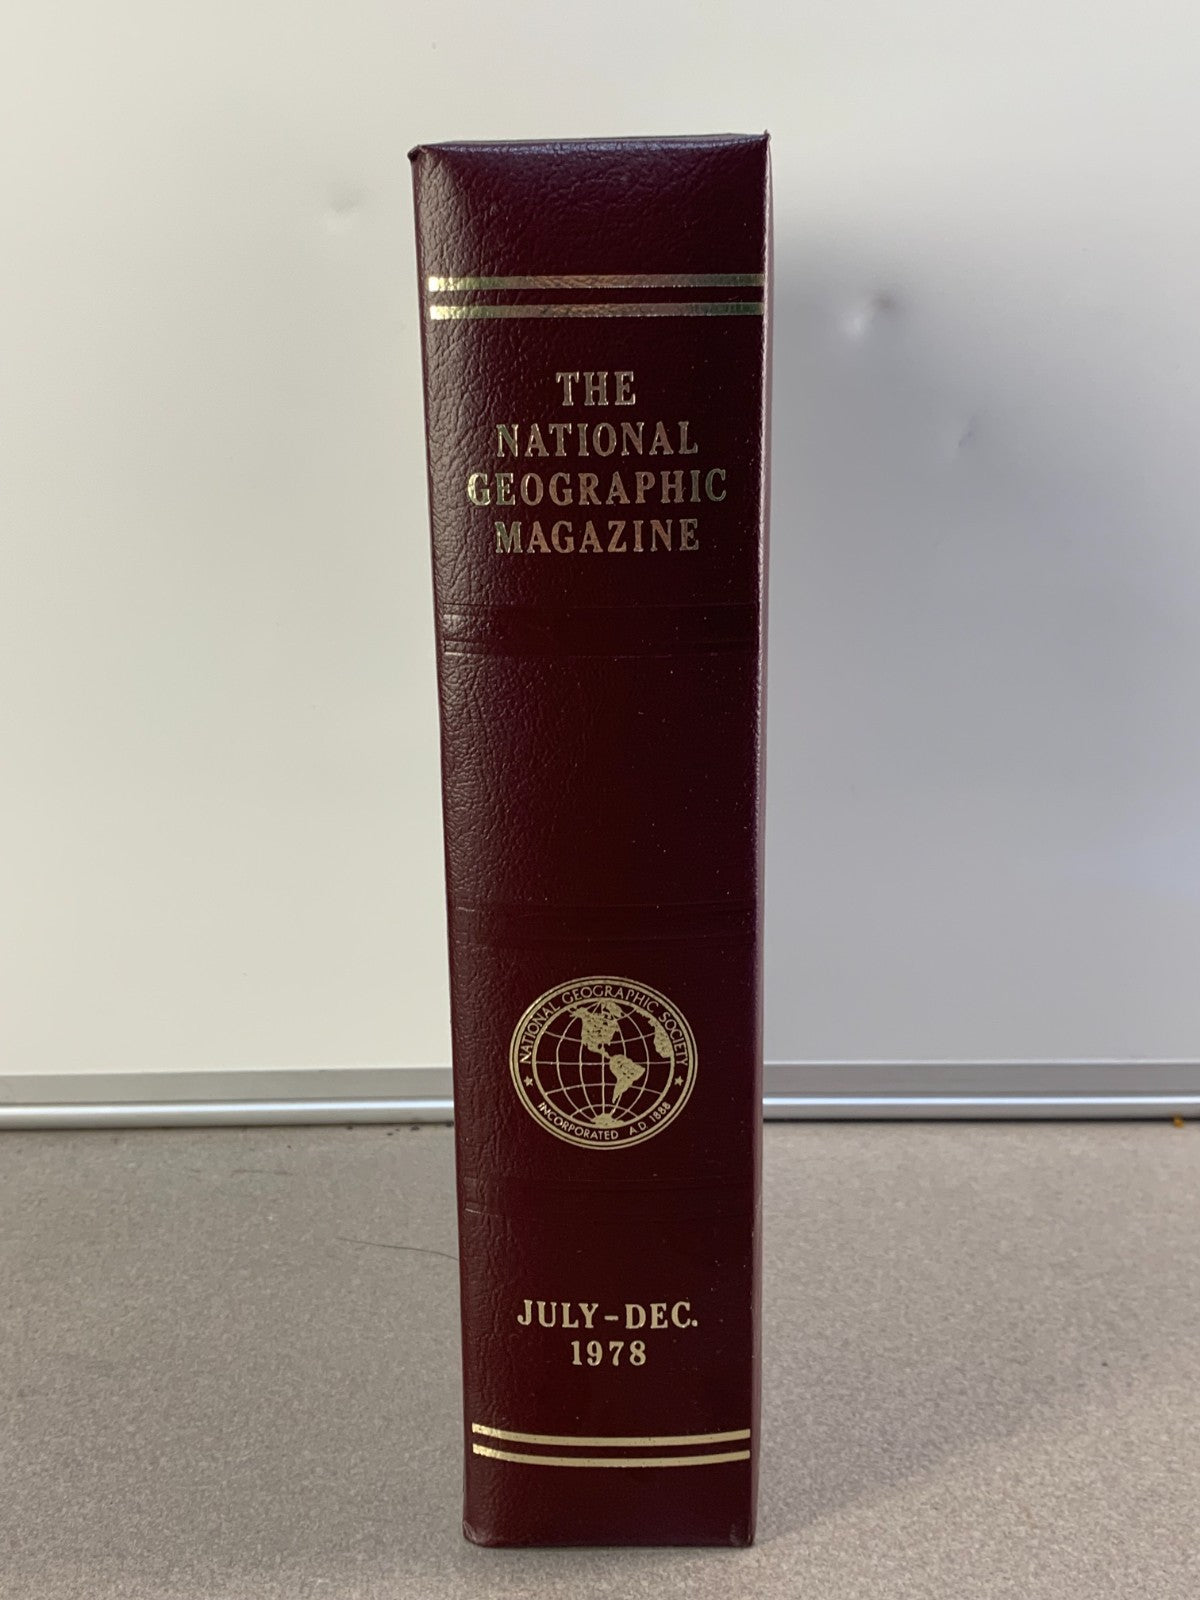 THE
NATIONAL
GEOGRAPHIC
MAGAZINE
NATIONAL GEOGRAPHIC SOCIETY
INCORPORATED A.D. 1888
JULY-DEC.
1978